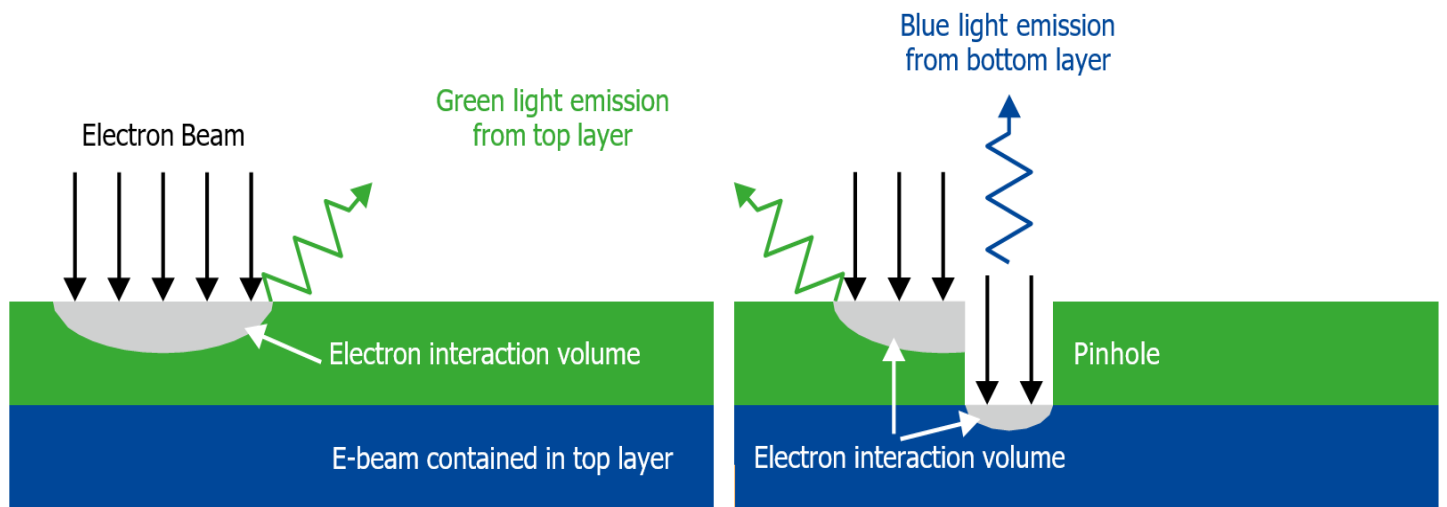 Electron Beam
Green light emission
from top layer
Electron interaction volume
E-beam contained in top layer
Blue light emission
from bottom layer
Pinhole
Electron interaction volume